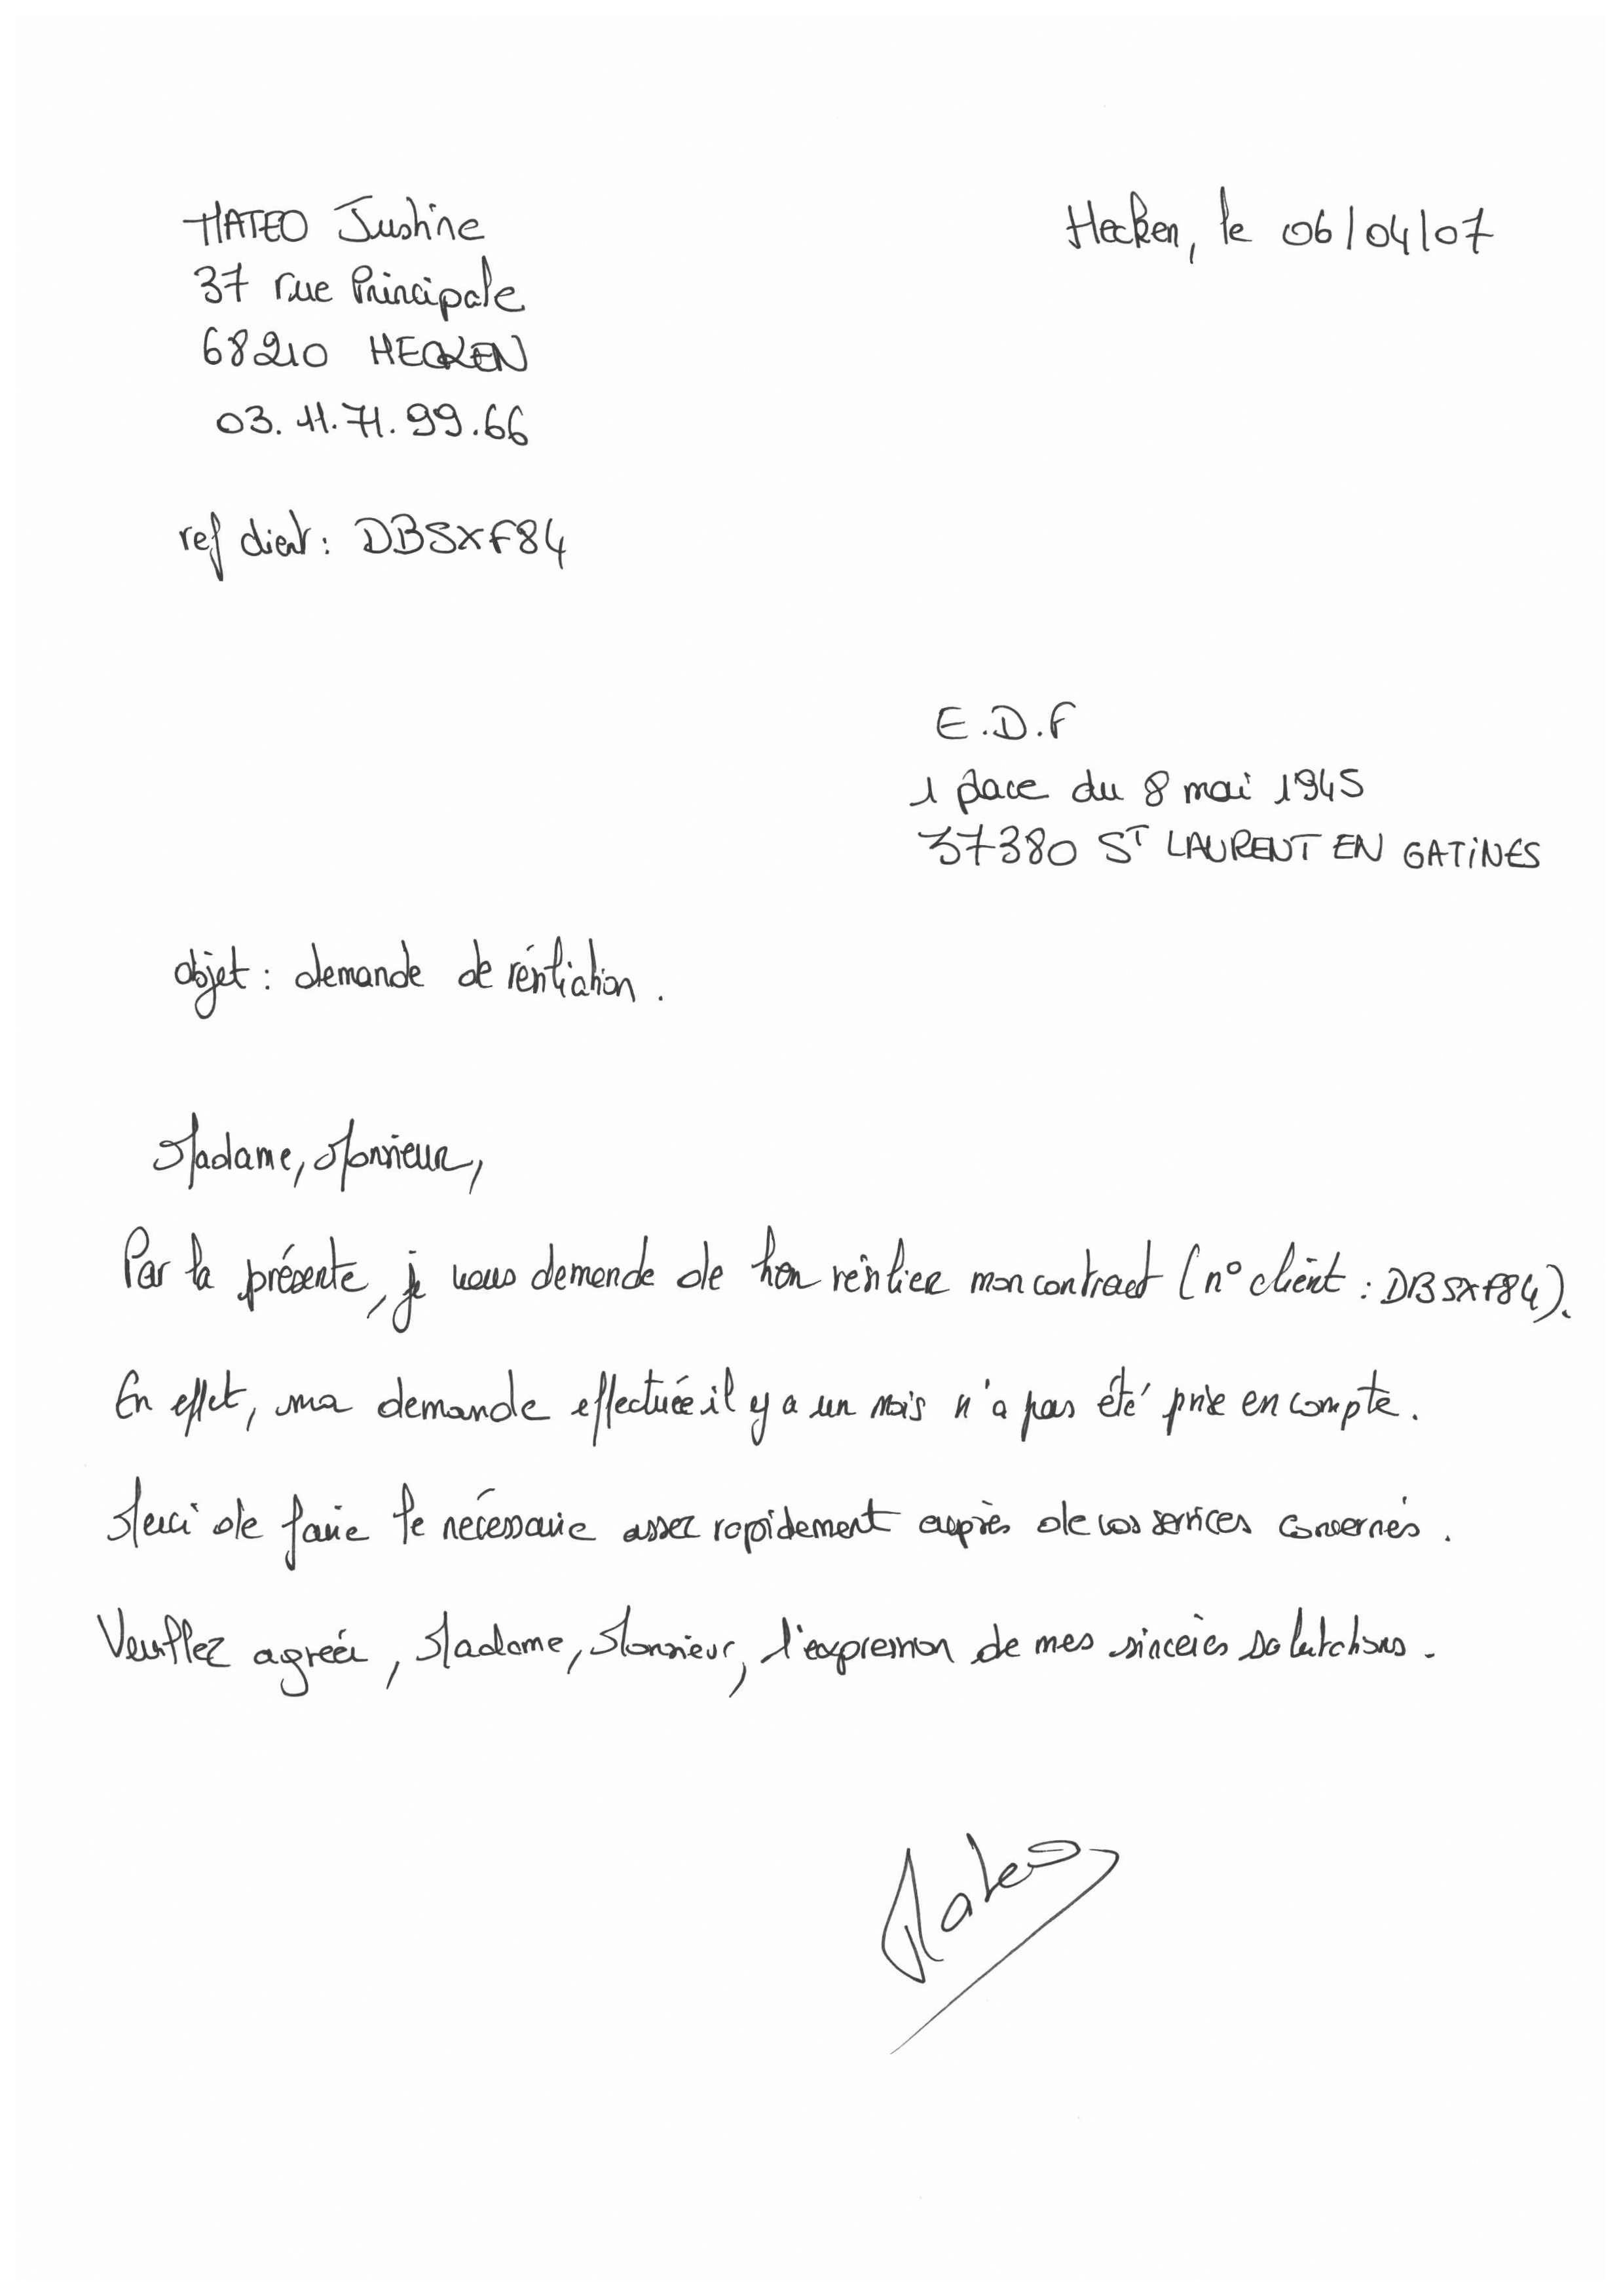 MATEO Justine
37 rue Principale
68210 HECKEN
03.11.71.99.66
Hecken, le 06/04/07
ref client : DBSXF84
E.D.F
1 place du 8 mai 1945
37380 ST LAURENT EN GATINES
objet : demande de résiliation.
Madame, Monsieur,
Par la présente, je vous demande de résilier mon contract (n° client : DBSXF84).
En effet, ma demande effectuée il y a un mois n'a pas été prise en compte.
Merci de faire le nécessaire assez rapidement auprès de vos services concernés.
Veuillez agréer, Madame, Monsieur, l'expression de mes sincères salutations.
Mateo